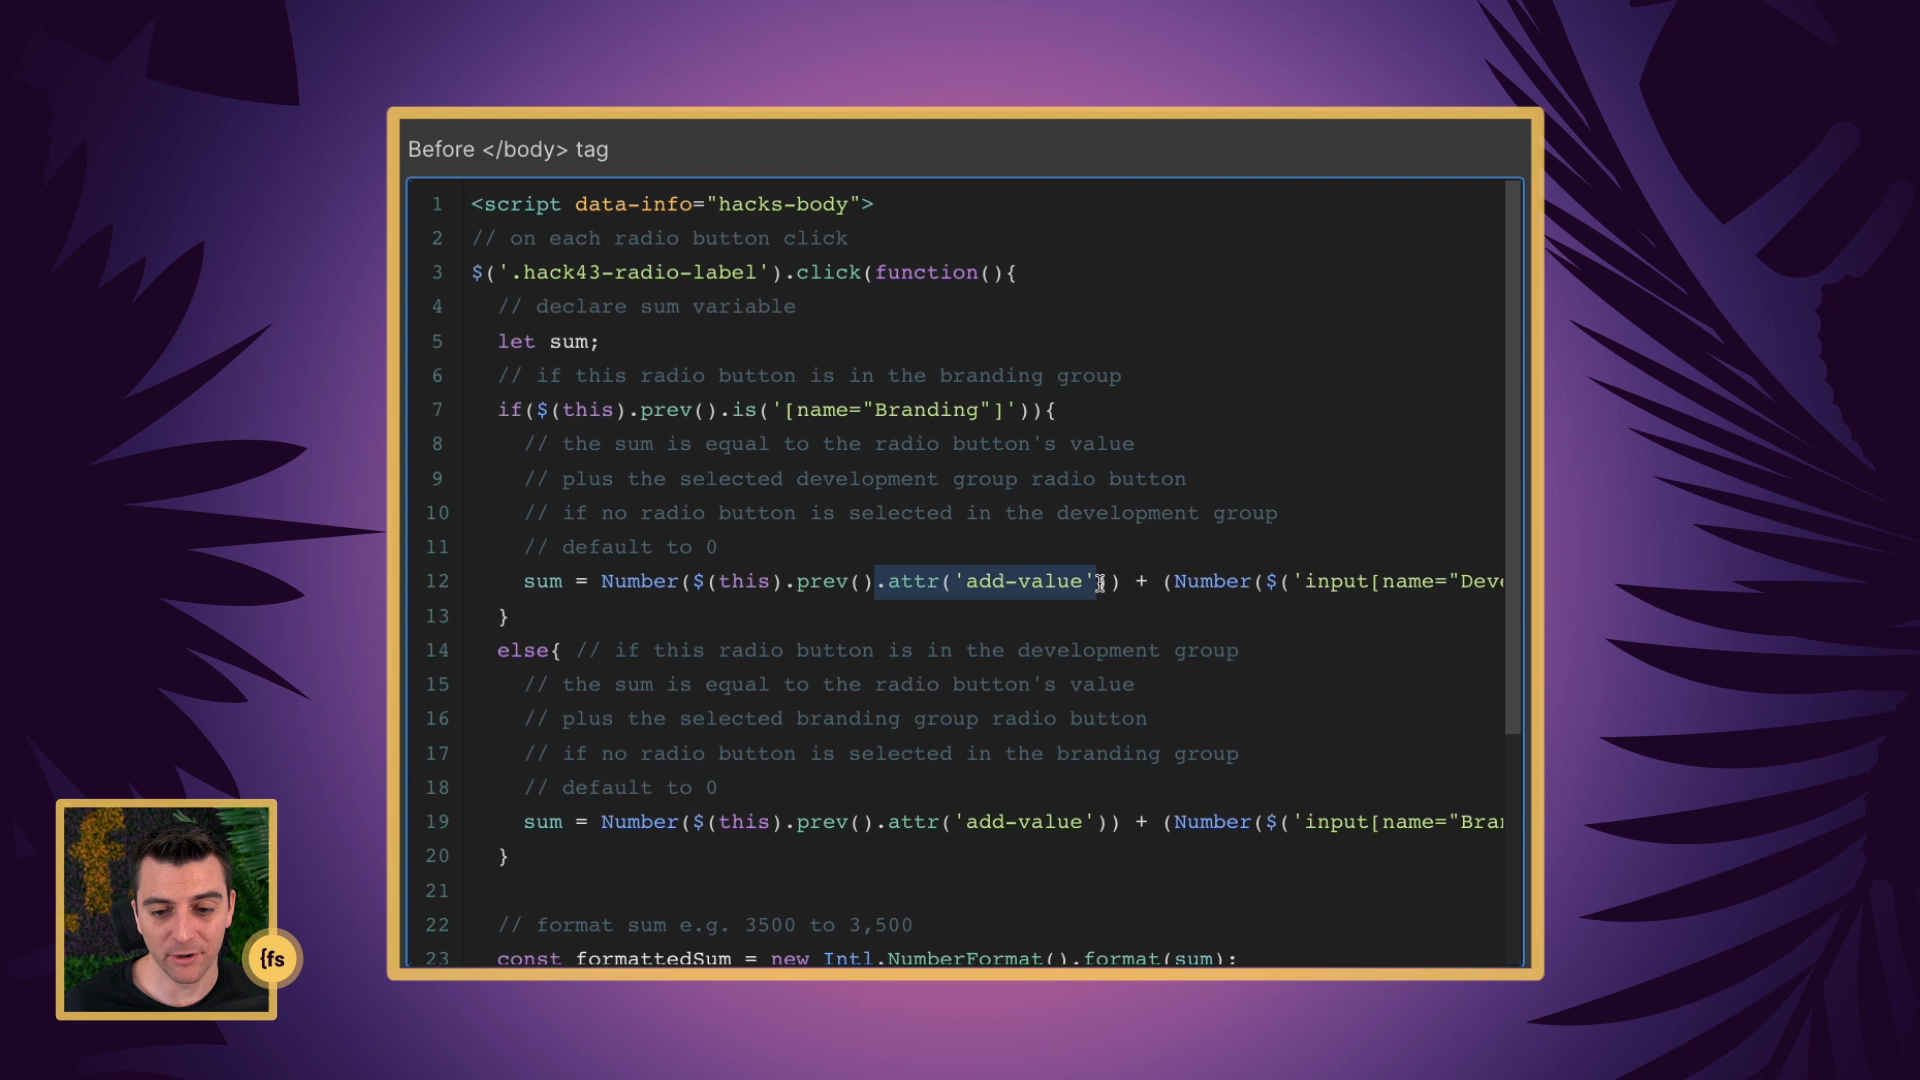 Before </body> tag
1 <script data-info="hacks-body">
2 // on each radio button click
3 $('.hack43-radio-label').click(function(){
4 // declare sum variable
5 let sum;
6 // if this radio button is in the branding group
7 if($(this).prev().is('[name="Branding"]')){
8 // the sum is equal to the radio button's value
9 // plus the selected development group radio button
10 // if no radio button is selected in the development group
11 // default to 0
12 sum = Number($(this).prev().attr('add-value')) + (Number($('input[name="Deve
13 }
14 else{ // if this radio button is in the development group
15 // the sum is equal to the radio button's value
16 // plus the selected branding group radio button
17 // if no radio button is selected in the branding group
18 // default to 0
19 sum = Number($(this).prev().attr('add-value')) + (Number($('input[name="Bran
20 }
21
22 // format sum e.g. 3500 to 3,500
23 const formattedSum = new Intl.NumberFormat().format(sum);
{fs